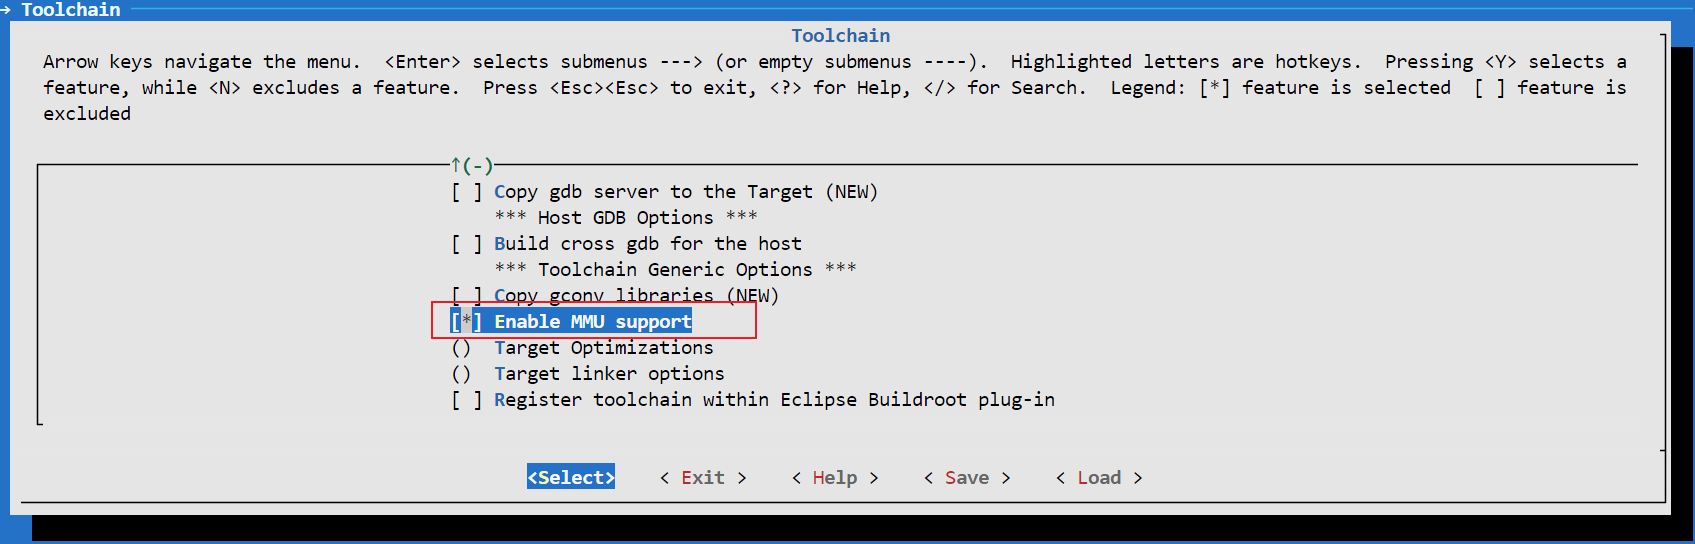 → Toolchain
Toolchain
Arrow keys navigate the menu.  <Enter> selects submenus ---> (or empty submenus ----).  Highlighted letters are hotkeys.  Pressing <Y> selects a
feature, while <N> excludes a feature.  Press <Esc><Esc> to exit, <?> for Help, </> for Search.  Legend: [*] feature is selected  [ ] feature is
excluded
↑(-)
[ ] Copy gdb server to the Target (NEW)
*** Host GDB Options ***
[ ] Build cross gdb for the host
*** Toolchain Generic Options ***
[ ] Copy gconv libraries (NEW)
[*] Enable MMU support
()  Target Optimizations
()  Target linker options
[ ] Register toolchain within Eclipse Buildroot plug-in
<Select>    < Exit >    < Help >    < Save >    < Load >